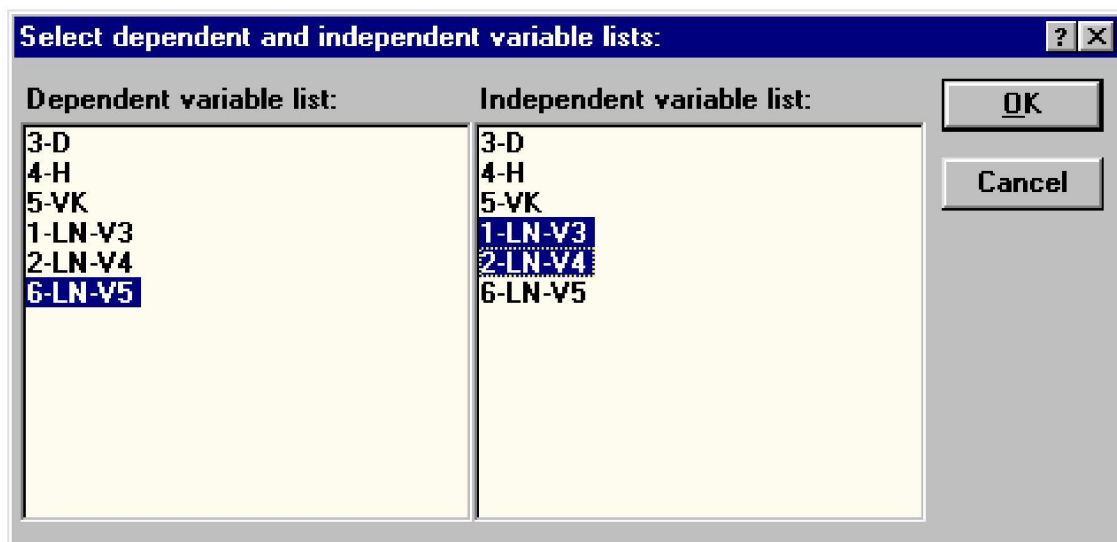 Select dependent and independent variable lists:
Dependent variable list:
3-D
4-H
5-VK
1-LN-V3
2-LN-V4
6-LN-V5
Independent variable list:
3-D
4-H
5-VK
1-LN-V3
2-LN-V4
6-LN-V5
OK
Cancel